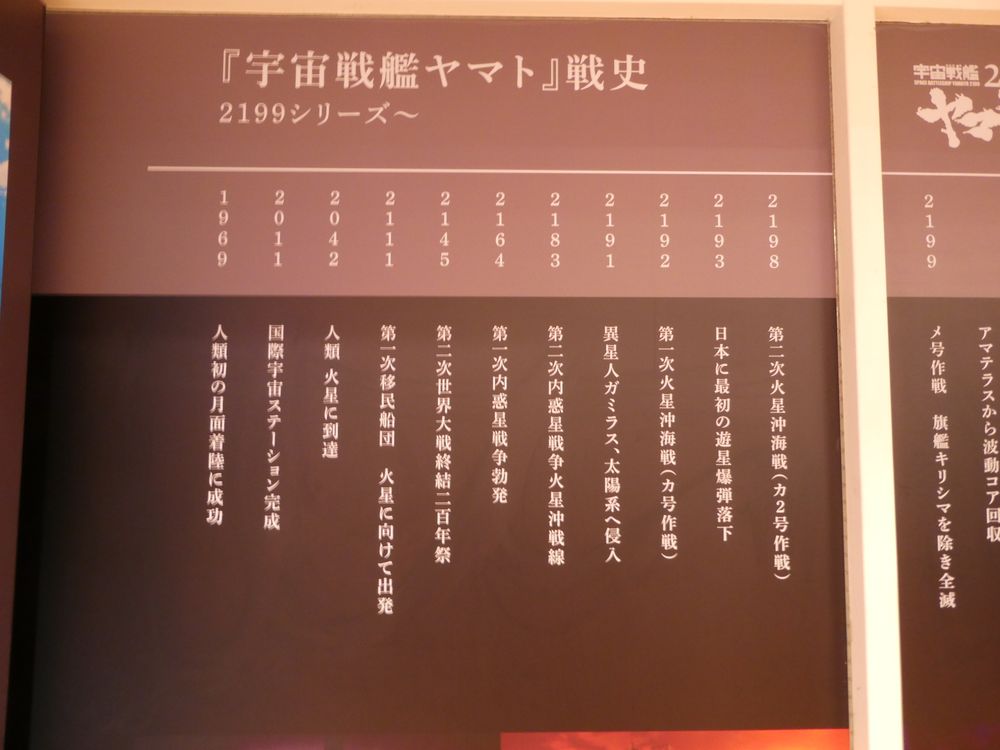 『宇宙戦艦ヤマト』戦史
2199シリーズ～
1969
人類初の月面着陸に成功
2011
国際宇宙ステーション完成
2042
人類 火星に到達
2111
第一次移民船団 火星に向けて出発
2145
第二次世界大戦終結二百年祭
2164
第一次内惑星戦争勃発
2183
第二次内惑星戦争火星沖戦線
2191
異星人ガミラス、太陽系へ侵入
2192
第一次火星沖海戦（カ号作戦）
2193
日本に最初の遊星爆弾落下
2198
第二次火星沖海戦（カ2号作戦）
宇宙戦艦
SPACE BATTLESHIP YAMATO 2199
ヤマ
2
2199
メ号作戦 旗艦キリシマを除き全滅
アマテラスから波動コア回収